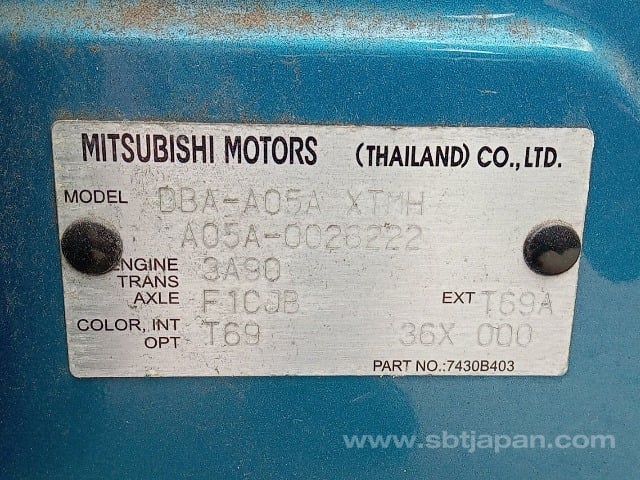 MITSUBISHI MOTORS (THAILAND) CO.,LTD.
MODEL DBA-A05A XTMH
A05A-0026222
ENGINE 3A90
TRANS
AXLE F1CJB EXT T69A
COLOR, INT T69 36X 000
OPT
PART NO.:7430B403
www.sbtjapan.com